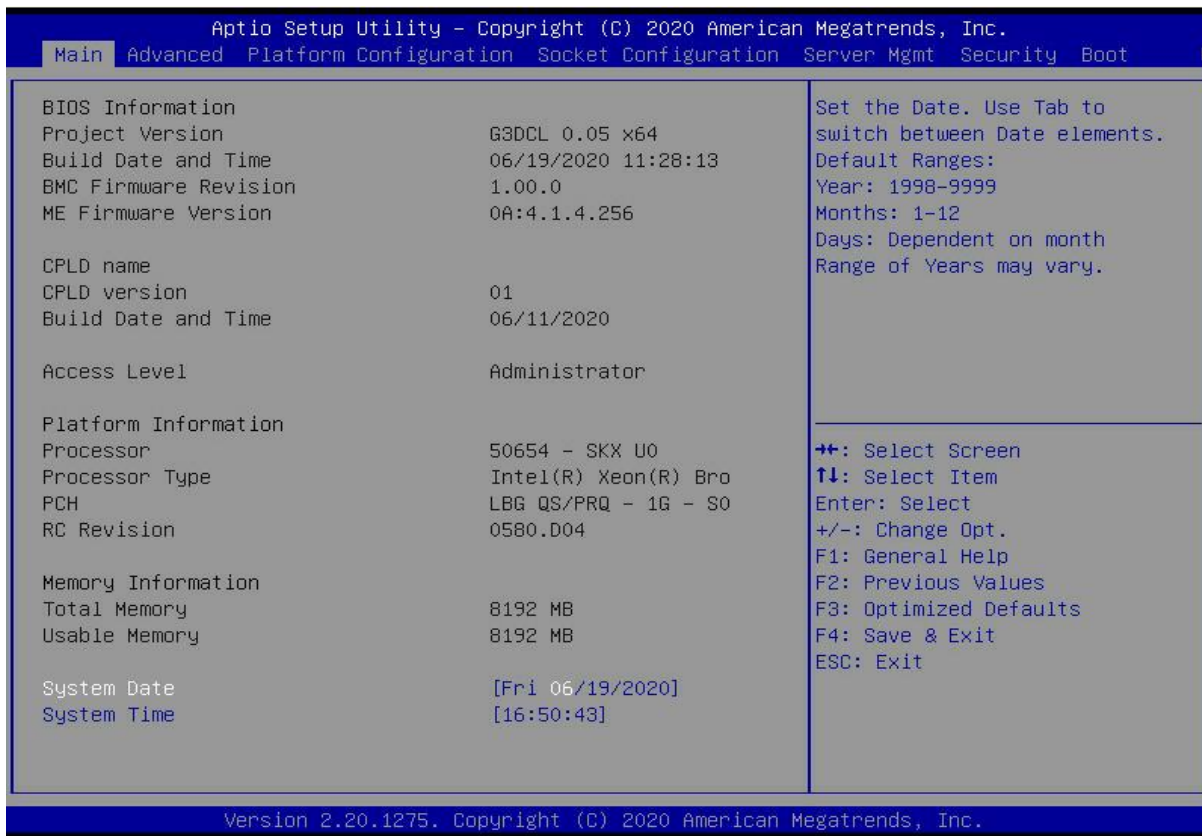 Aptio Setup Utility – Copyright (C) 2020 American Megatrends, Inc.
Main Advanced Platform Configuration Socket Configuration Server Mgmt Security Boot
BIOS Information
Project Version G3DCL 0.05 x64
Build Date and Time 06/19/2020 11:28:13
BMC Firmware Revision 1.00.0
ME Firmware Version 0A:4.1.4.256
CPLD name
CPLD version 01
Build Date and Time 06/11/2020
Access Level Administrator
Platform Information
Processor 50654 – SKX U0
Processor Type Intel(R) Xeon(R) Bro
PCH LBG QS/PRQ – 1G – S0
RC Revision 0580.D04
Memory Information
Total Memory 8192 MB
Usable Memory 8192 MB
System Date [Fri 06/19/2020]
System Time [16:50:43]
Set the Date. Use Tab to
switch between Date elements.
Default Ranges:
Year: 1998–9999
Months: 1–12
Days: Dependent on month
Range of Years may vary.
→←: Select Screen
↑↓: Select Item
Enter: Select
+/–: Change Opt.
F1: General Help
F2: Previous Values
F3: Optimized Defaults
F4: Save & Exit
ESC: Exit
Version 2.20.1275. Copyright (C) 2020 American Megatrends, Inc.